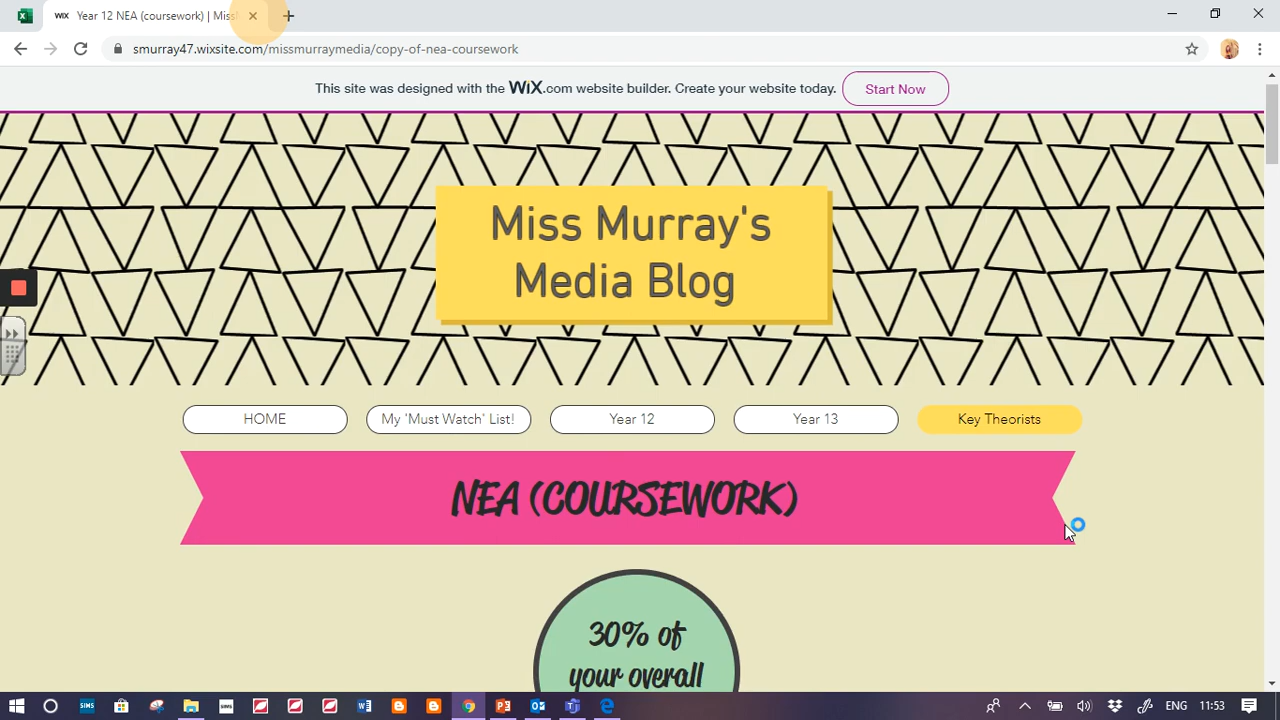 Year 12 NEA (coursework) | Miss
smurray47.wixsite.com/missmurraymedia/copy-of-nea-coursework
This site was designed with the WiX.com website builder. Create your website today.
Start Now
Miss Murray's
Media Blog
HOME
My 'Must Watch' List!
Year 12
Year 13
Key Theorists
NEA (COURSEWORK)
30% of
your overall
ENG
11:53